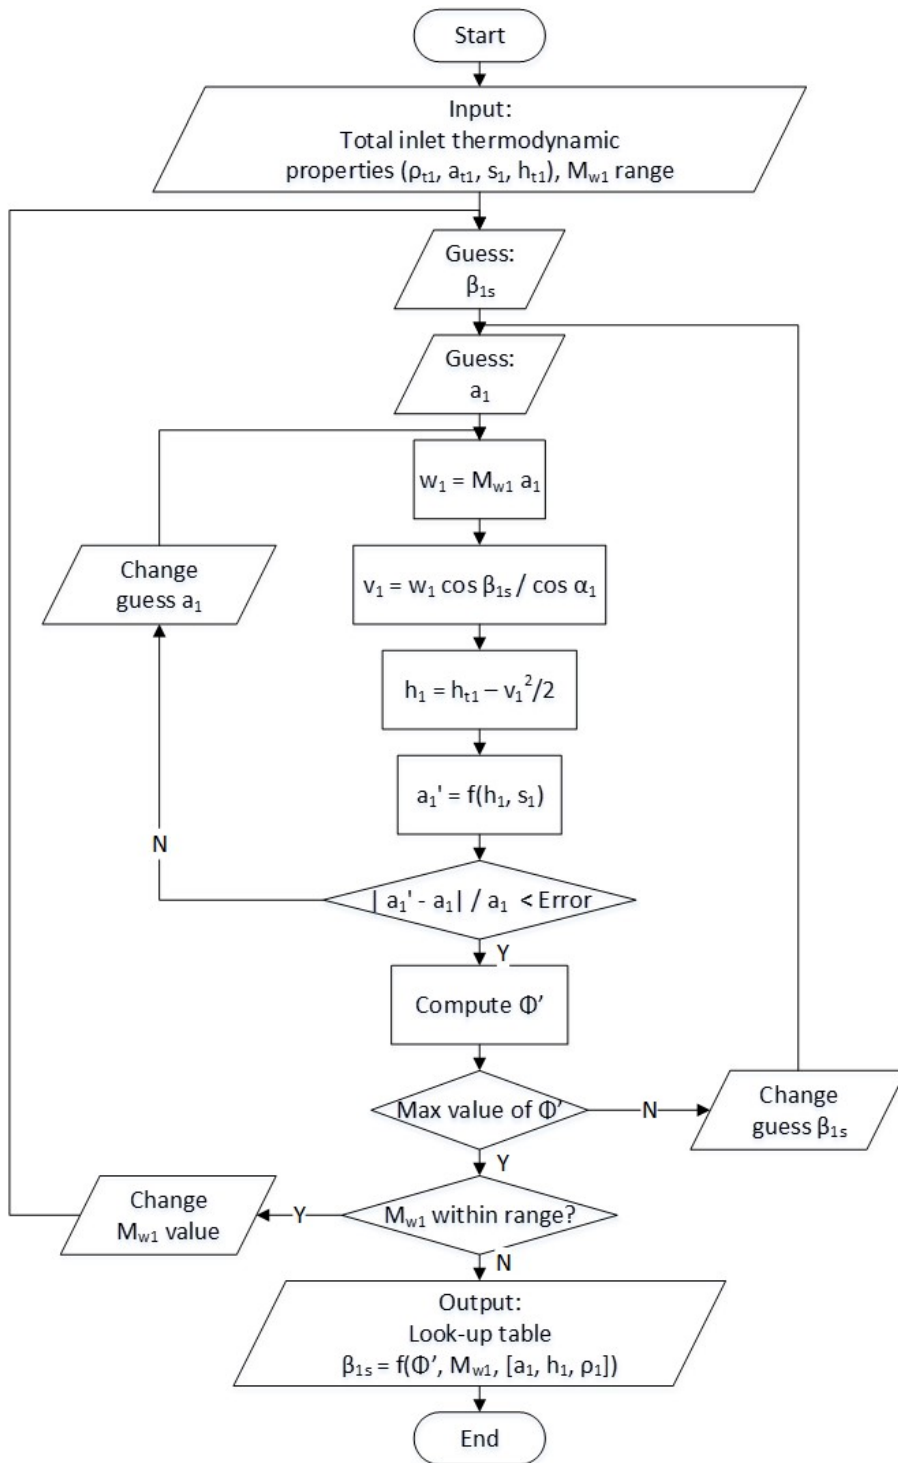 Start
Input:
Total inlet thermodynamic
properties (ρt1, at1, s1, ht1), Mw1 range
Guess:
β1s
Guess:
a1
w1 = Mw1 a1
Change
guess a1
v1 = w1 cos β1s / cos α1
h1 = ht1 – v1²/2
a1' = f(h1, s1)
N
| a1' - a1| / a1 < Error
Y
Compute Φ’
Max value of Φ’
N
Change
guess β1s
Y
Change
Mw1 value
Y
Mw1 within range?
N
Output:
Look-up table
β1s = f(Φ’, Mw1, [a1, h1, ρ1])
End